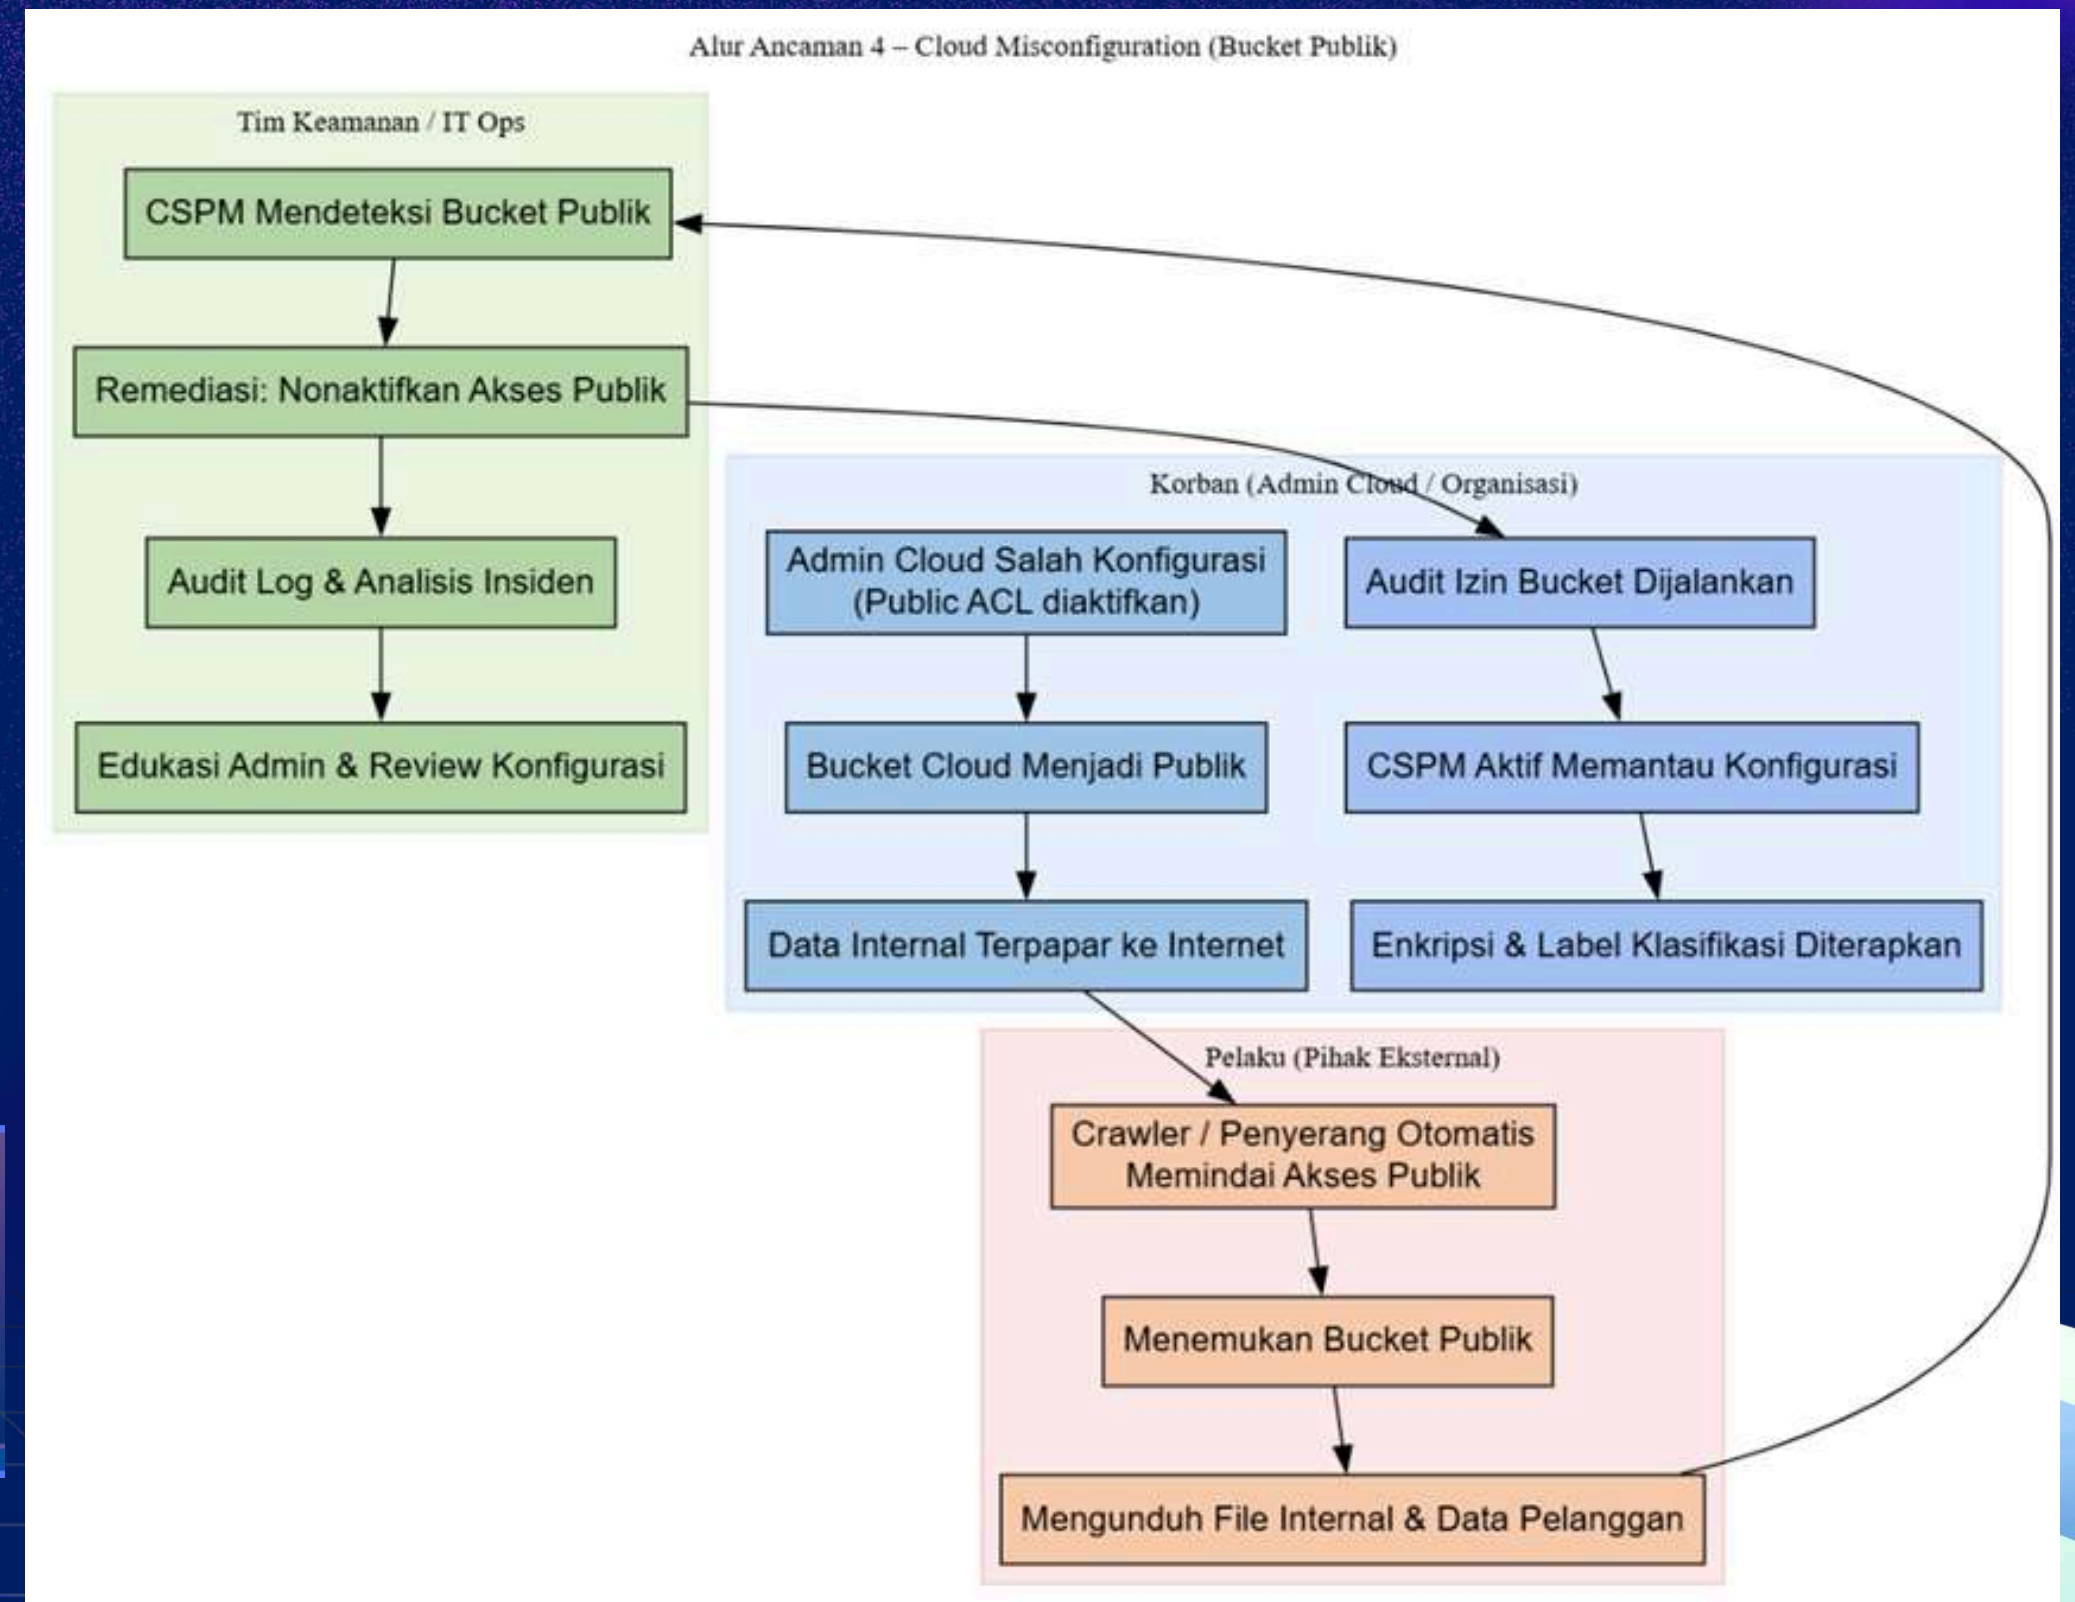 Alur Ancaman 4 – Cloud Misconfiguration (Bucket Publik)
Tim Keamanan / IT Ops
CSPM Mendeteksi Bucket Publik
Remediasi: Nonaktifkan Akses Publik
Audit Log & Analisis Insiden
Edukasi Admin & Review Konfigurasi
Korban (Admin Cloud / Organisasi)
Admin Cloud Salah Konfigurasi
(Public ACL diaktifkan)
Bucket Cloud Menjadi Publik
Data Internal Terpapar ke Internet
Audit Izin Bucket Dijalankan
CSPM Aktif Memantau Konfigurasi
Enkripsi & Label Klasifikasi Diterapkan
Pelaku (Pihak Eksternal)
Crawler / Penyerang Otomatis
Memindai Akses Publik
Menemukan Bucket Publik
Mengunduh File Internal & Data Pelanggan